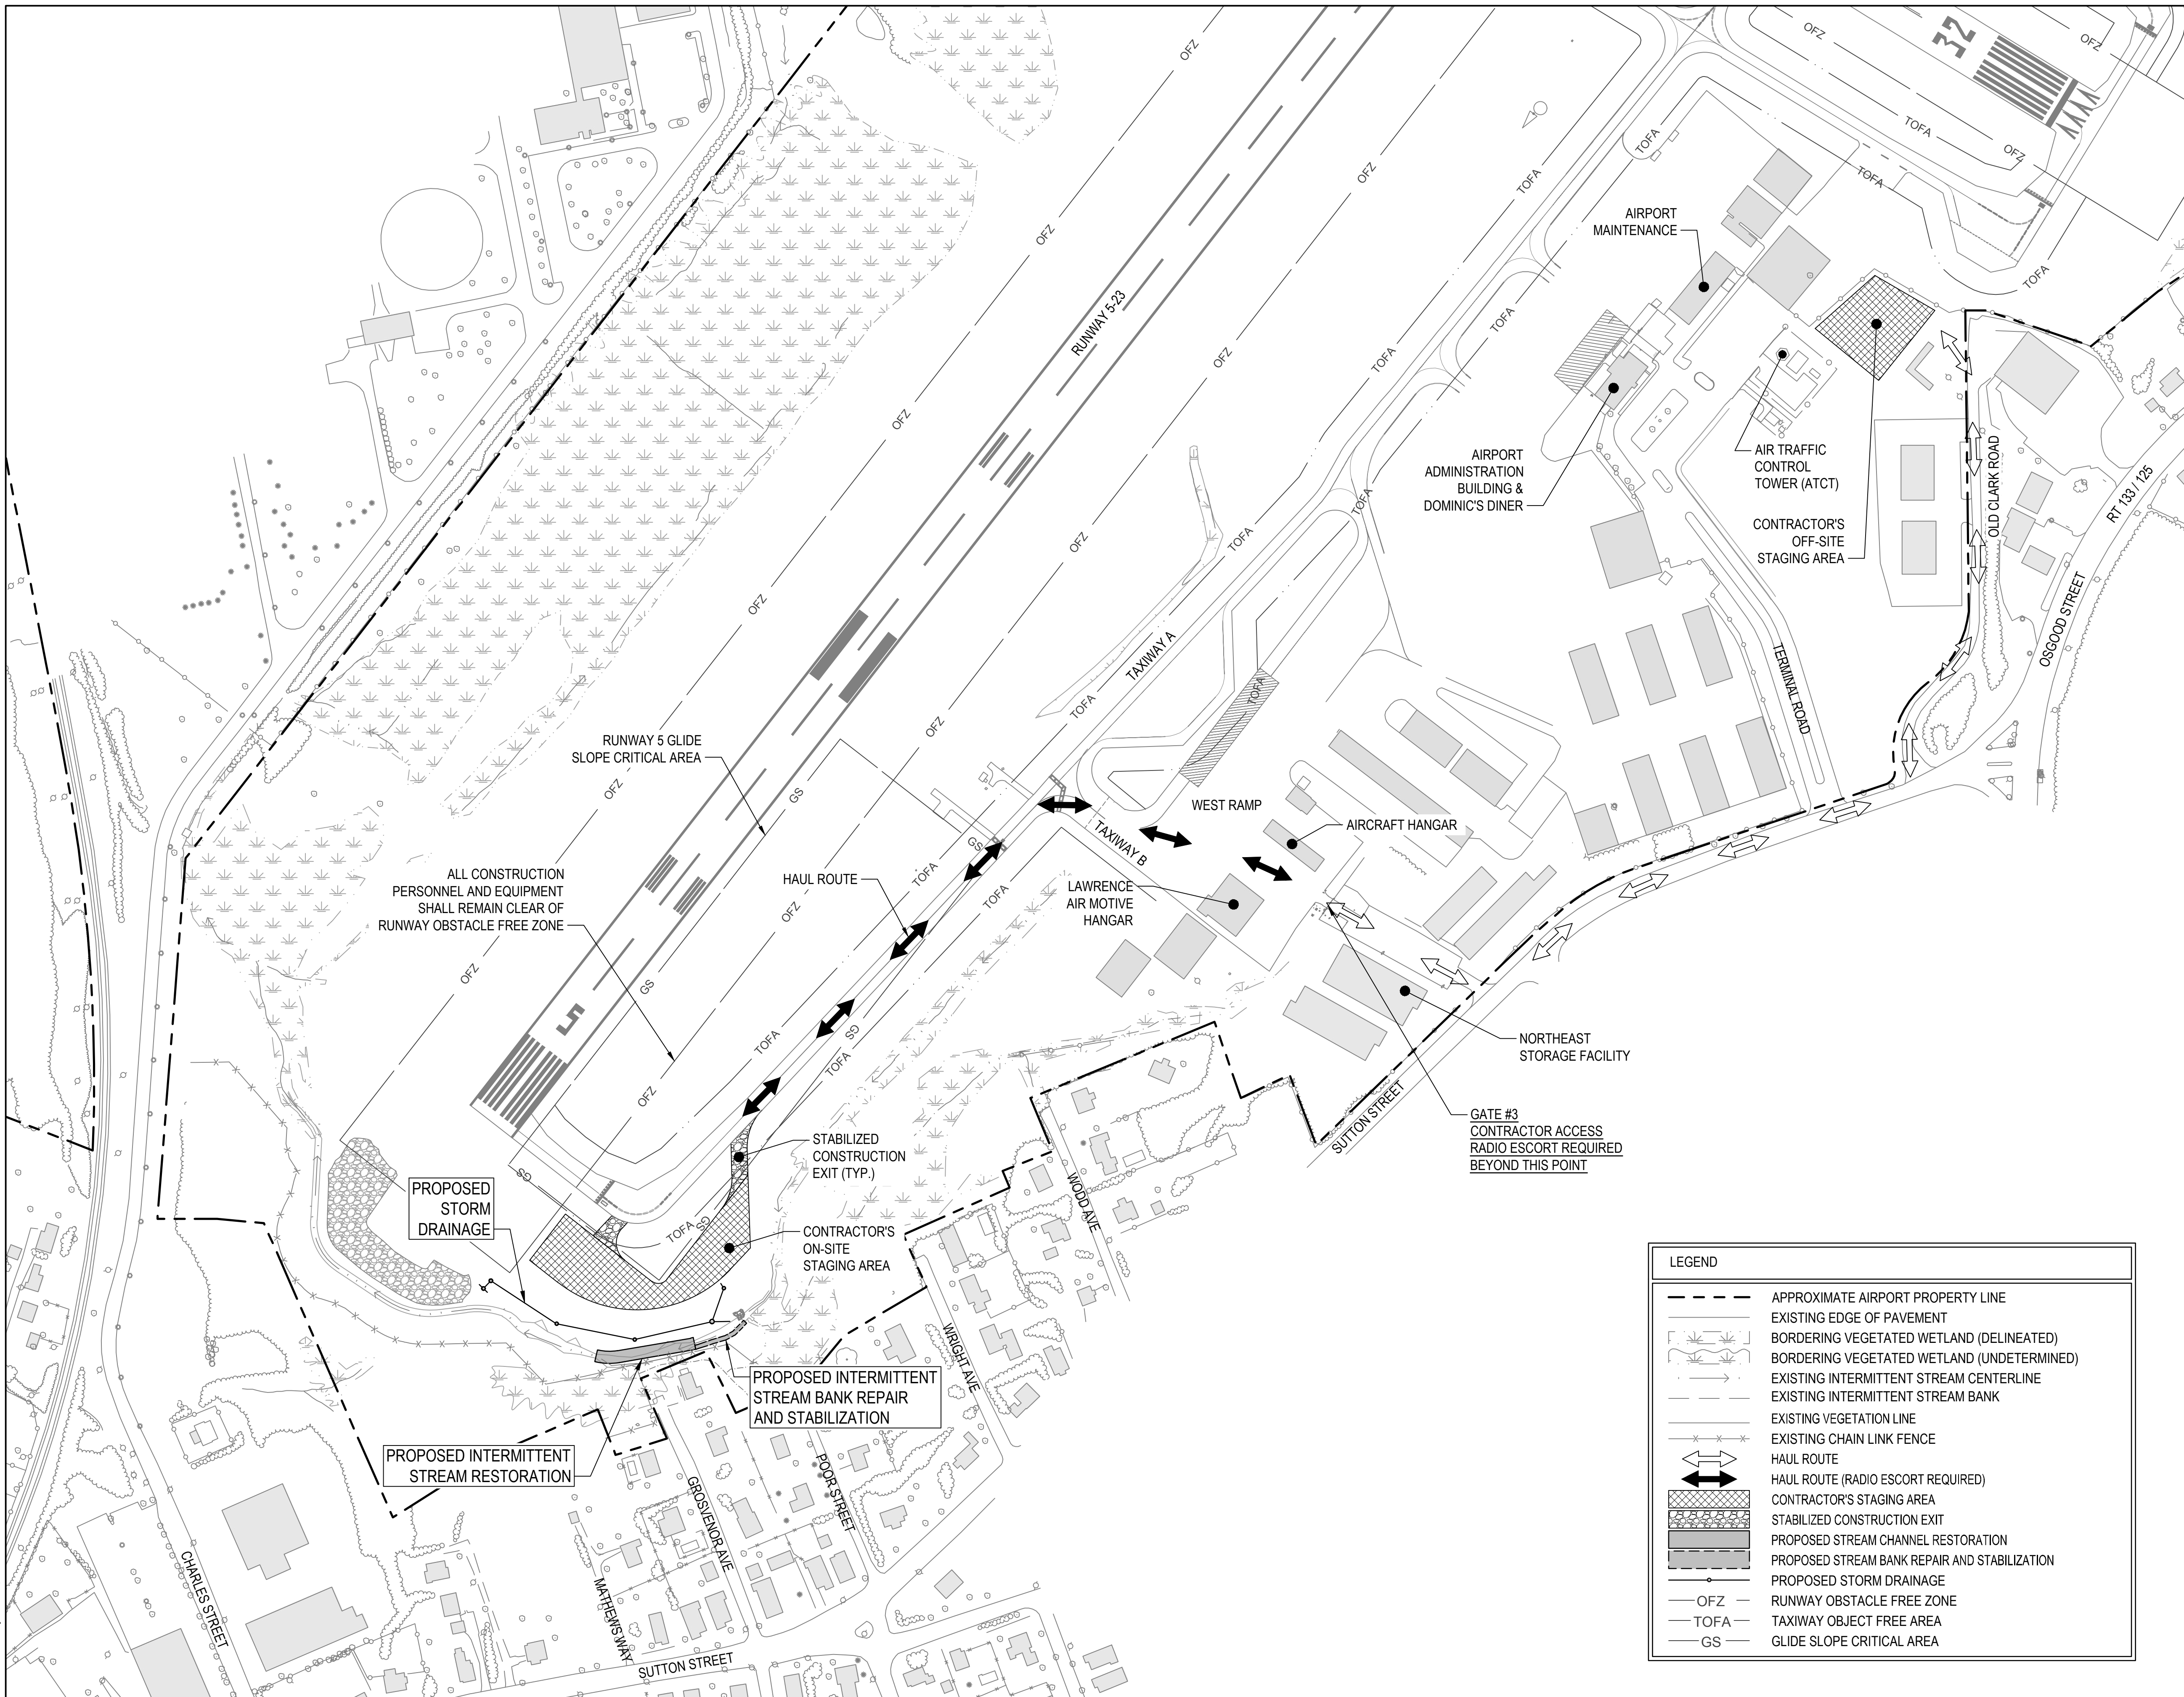 32
OFZ
OFZ
OFZ
OFZ
TOFA
OFZ
TOFA
TOFA
TOFA
TOFA
TOFA
TOFA
TOFA
TOFA
TOFA
TOFA
TOFA
OFZ
OFZ
OFZ
OFZ
OFZ
OFZ
OFZ
OFZ
OFZ
OFZ
OFZ
OFZ
RUNWAY 5-23
AIRPORT
MAINTENANCE
AIRPORT
ADMINISTRATION
BUILDING &
DOMINIC'S DINER
AIR TRAFFIC
CONTROL
TOWER (ATCT)
CONTRACTOR'S
OFF-SITE
STAGING AREA
OLD CLARK ROAD
RT 133 / 125
OSGOOD STREET
TERMINAL ROAD
TAXIWAY A
RUNWAY 5 GLIDE
SLOPE CRITICAL AREA
GS
GS
GS
GS
GS
GS
WEST RAMP
TAXIWAY B
AIRCRAFT HANGAR
HAUL ROUTE
ALL CONSTRUCTION
PERSONNEL AND EQUIPMENT
SHALL REMAIN CLEAR OF
RUNWAY OBSTACLE FREE ZONE
LAWRENCE
AIR MOTIVE
HANGAR
5
TOFA
TOFA
TOFA
TOFA
TOFA
NORTHEAST
STORAGE FACILITY
SUTTON STREET
GATE #3
CONTRACTOR ACCESS
RADIO ESCORT REQUIRED
BEYOND THIS POINT
STABILIZED
CONSTRUCTION
EXIT (TYP.)
PROPOSED
STORM
DRAINAGE
CONTRACTOR'S
ON-SITE
STAGING AREA
WODD AVE
WRIGHT AVE
PROPOSED INTERMITTENT
STREAM BANK REPAIR
AND STABILIZATION
PROPOSED INTERMITTENT
STREAM RESTORATION
GROSVENOR AVE
POOR STREET
CHARLES STREET
MATHEWS WAY
SUTTON STREET
LEGEND
APPROXIMATE AIRPORT PROPERTY LINE
EXISTING EDGE OF PAVEMENT
BORDERING VEGETATED WETLAND (DELINEATED)
BORDERING VEGETATED WETLAND (UNDETERMINED)
EXISTING INTERMITTENT STREAM CENTERLINE
EXISTING INTERMITTENT STREAM BANK
EXISTING VEGETATION LINE
EXISTING CHAIN LINK FENCE
HAUL ROUTE
HAUL ROUTE (RADIO ESCORT REQUIRED)
CONTRACTOR'S STAGING AREA
STABILIZED CONSTRUCTION EXIT
PROPOSED STREAM CHANNEL RESTORATION
PROPOSED STREAM BANK REPAIR AND STABILIZATION
PROPOSED STORM DRAINAGE
OFZ RUNWAY OBSTACLE FREE ZONE
TOFA TAXIWAY OBJECT FREE AREA
GS GLIDE SLOPE CRITICAL AREA